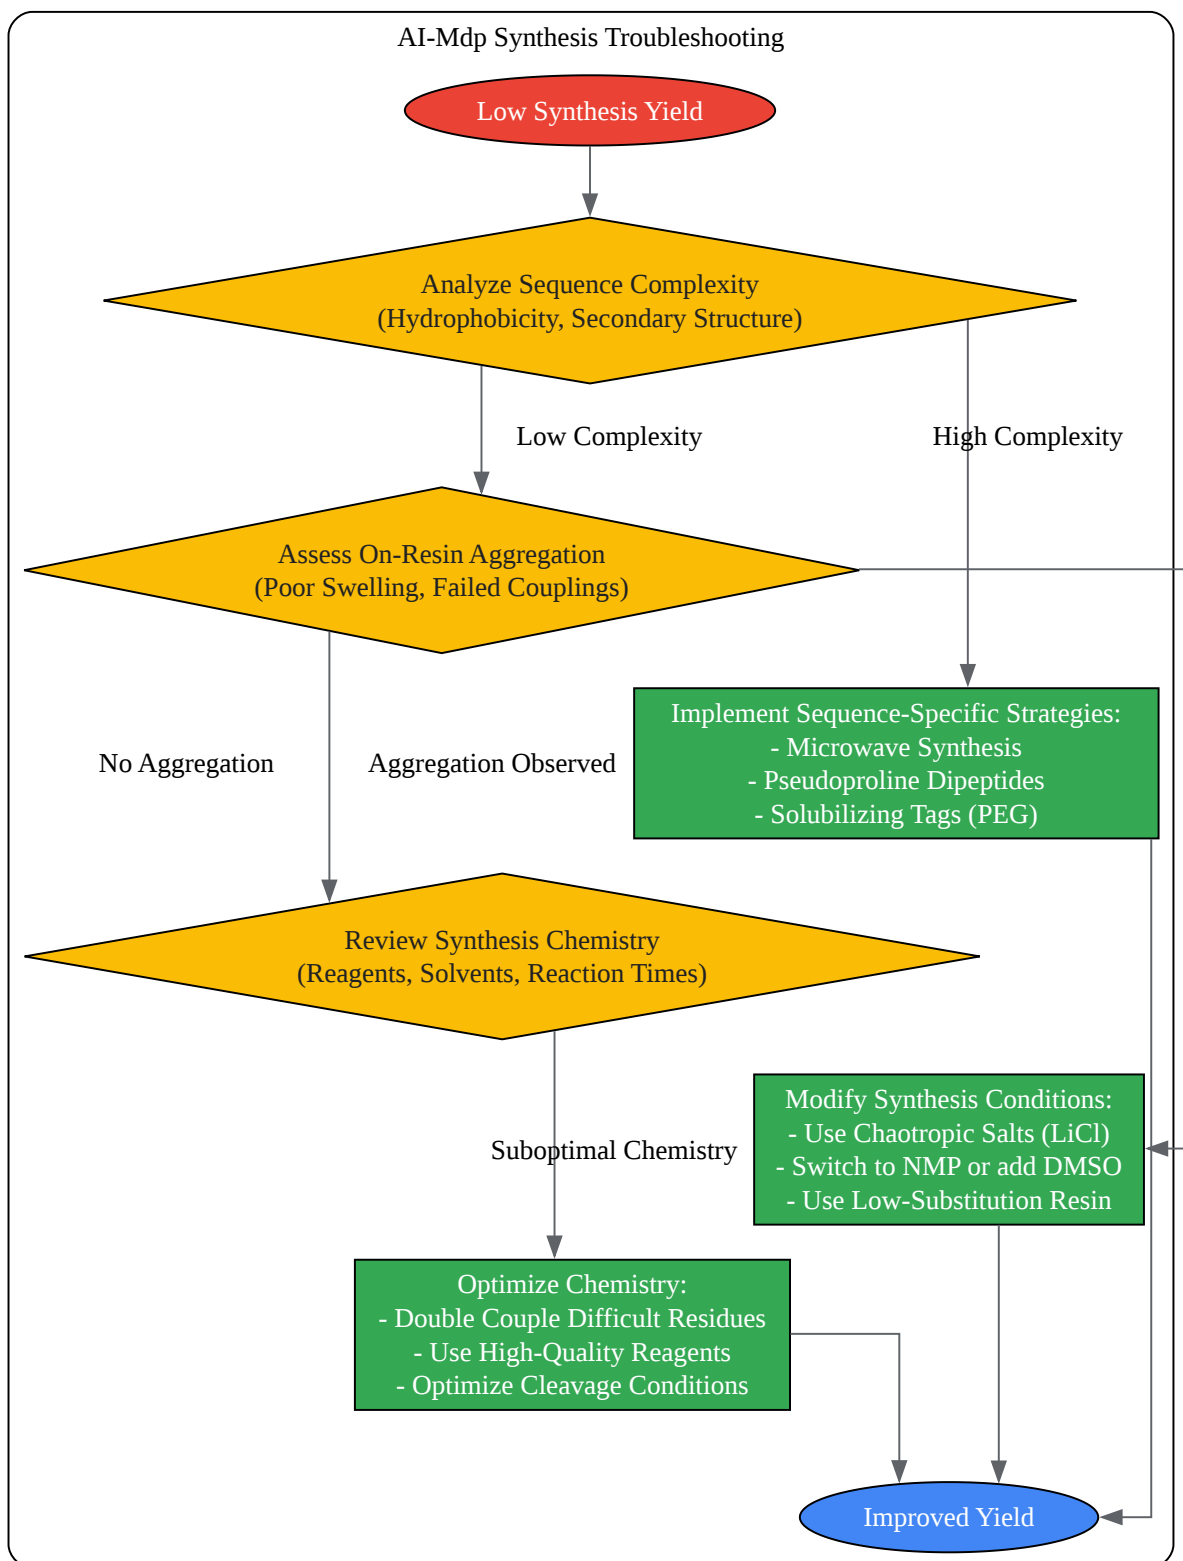 AI-Mdp Synthesis Troubleshooting
Low Synthesis Yield
Analyze Sequence Complexity
(Hydrophobicity, Secondary Structure)
Low Complexity
High Complexity
Assess On-Resin Aggregation
(Poor Swelling, Failed Couplings)
Implement Sequence-Specific Strategies:
- Microwave Synthesis
- Pseudoproline Dipeptides
- Solubilizing Tags (PEG)
No Aggregation
Aggregation Observed
Review Synthesis Chemistry
(Reagents, Solvents, Reaction Times)
Modify Synthesis Conditions:
- Use Chaotropic Salts (LiCl)
- Switch to NMP or add DMSO
- Use Low-Substitution Resin
Suboptimal Chemistry
Optimize Chemistry:
- Double Couple Difficult Residues
- Use High-Quality Reagents
- Optimize Cleavage Conditions
Improved Yield